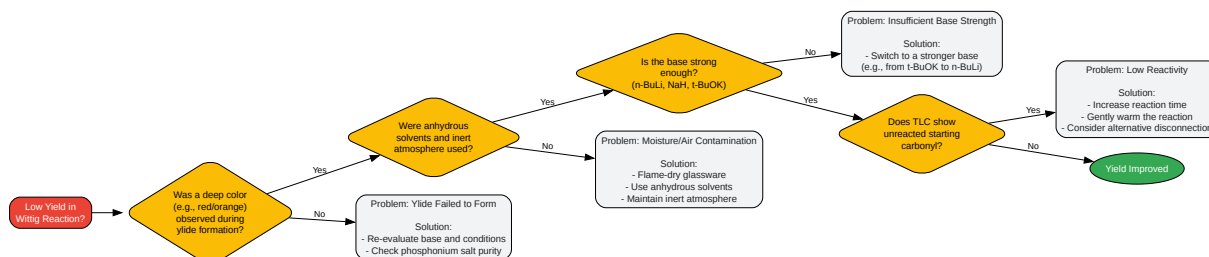 Low Yield in
Wittig Reaction?
Was a deep color
(e.g., red/orange)
observed during
ylide formation?
Yes
No
Problem: Ylide Failed to Form
Solution:
- Re-evaluate base and conditions
- Check phosphonium salt purity
Were anhydrous
solvents and inert
atmosphere used?
Yes
No
Problem: Moisture/Air Contamination
Solution:
- Flame-dry glassware
- Use anhydrous solvents
- Maintain inert atmosphere
Is the base strong
enough?
(n-BuLi, NaH, t-BuOK)
No
Problem: Insufficient Base Strength
Solution:
- Switch to a stronger base
(e.g., from t-BuOK to n-BuLi)
Yes
Does TLC show
unreacted starting
carbonyl?
Yes
Problem: Low Reactivity
Solution:
- Increase reaction time
- Gently warm the reaction
- Consider alternative disconnection
No
Yield Improved